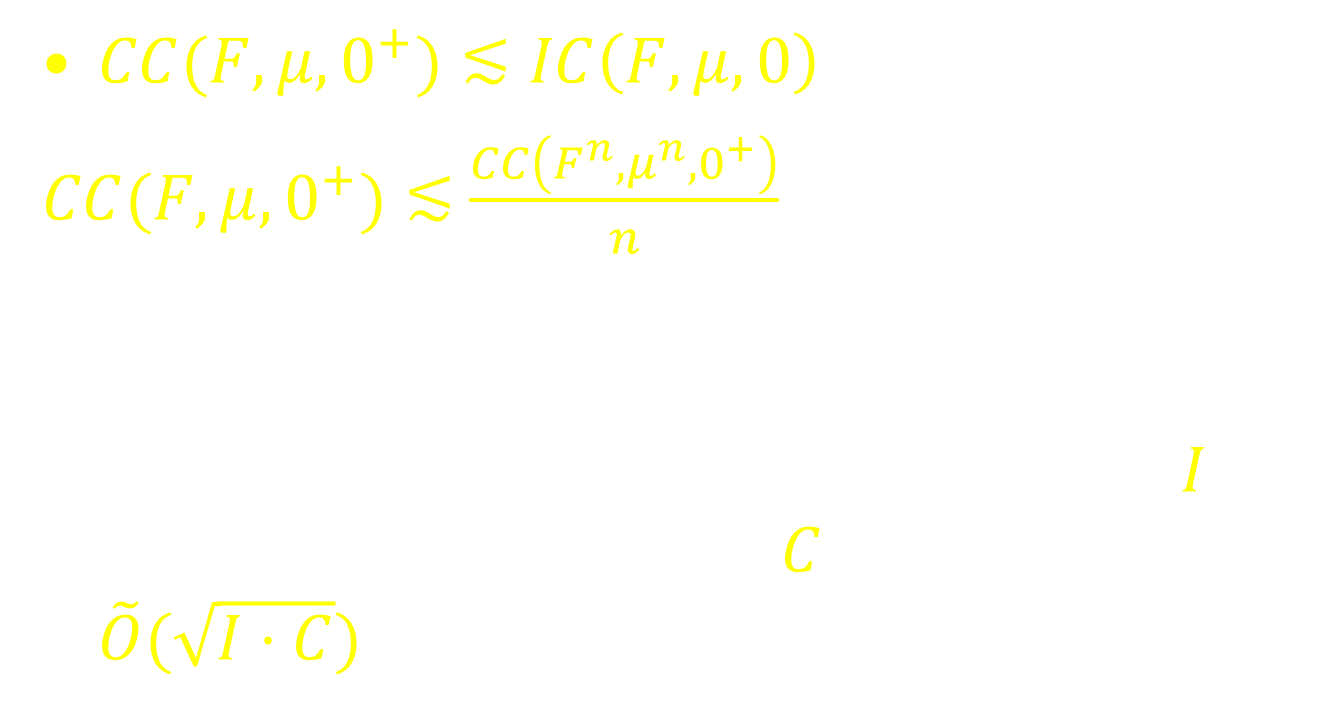 • 𝐶𝐶(𝐹, 𝜇, 0⁺) ⪅ 𝐼𝐶(𝐹, 𝜇, 0)
𝐶𝐶(𝐹, 𝜇, 0⁺) ⪅ 𝐶𝐶(𝐹ⁿ,𝜇ⁿ,0⁺)/𝑛
𝐼
𝐶
Õ(√(𝐼 · 𝐶))